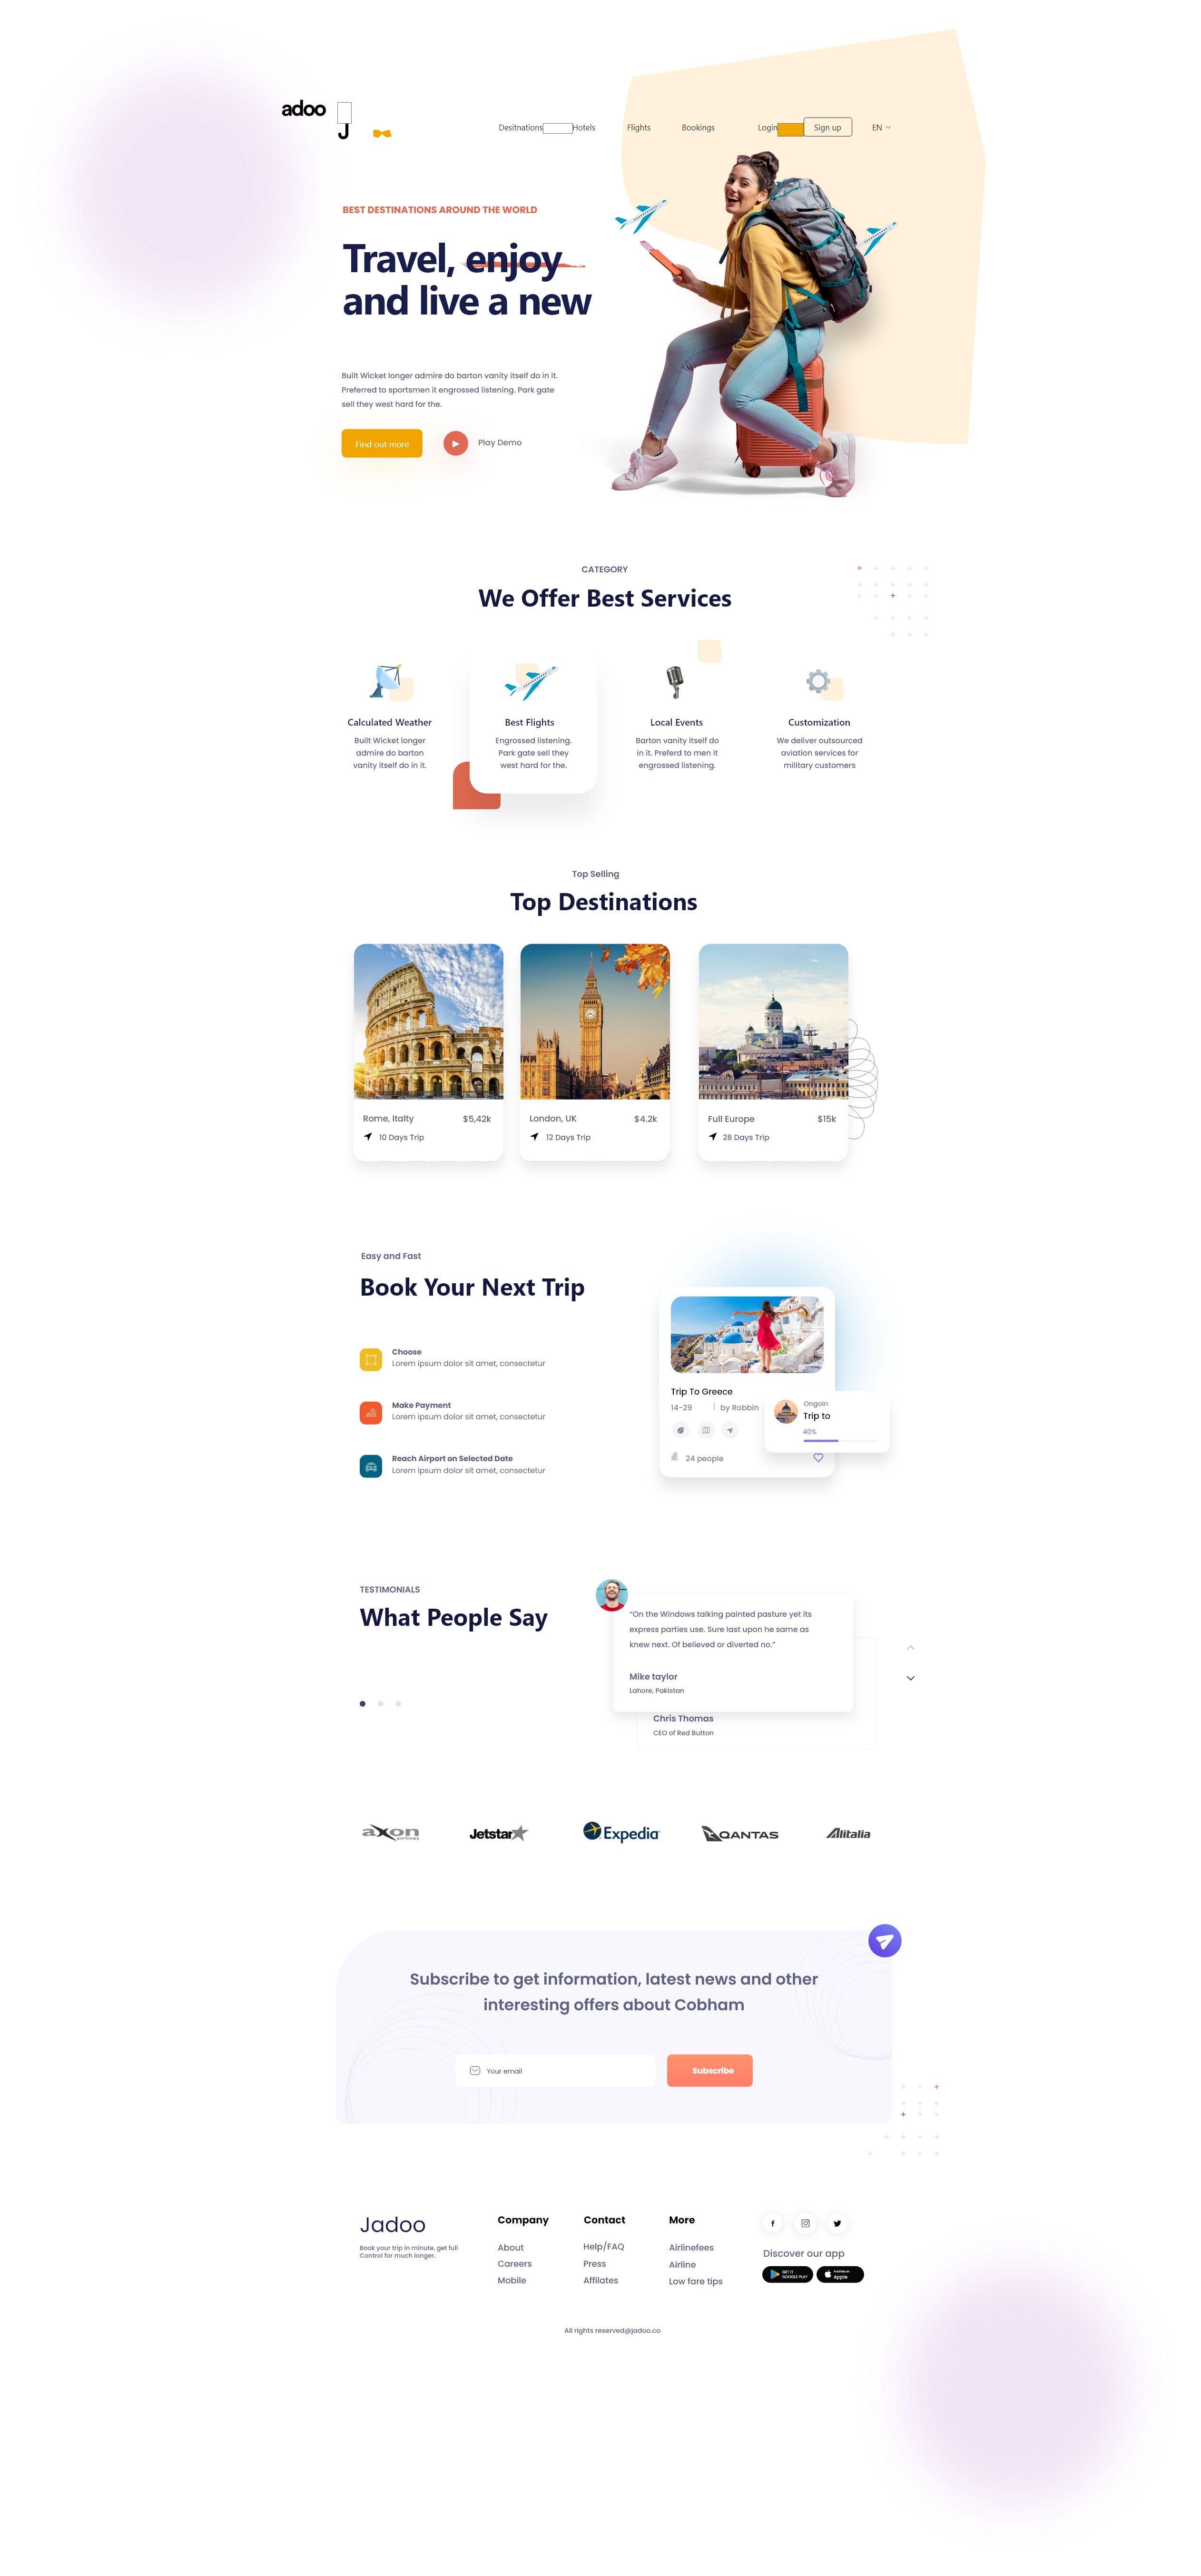 adoo
J
Desitnations Hotels Flights Bookings Login Sign up EN
BEST DESTINATIONS AROUND THE WORLD
Travel, enjoy
and live a new
Built Wicket longer admire do barton vanity itself do in it.
Preferred to sportsmen it engrossed listening. Park gate
sell they west hard for the.
Find out more
Play Demo
CATEGORY
We Offer Best Services
Calculated Weather
Built Wicket longer
admire do barton
vanity itself do in it.
Best Flights
Engrossed listening.
Park gate sell they
west hard for the.
Local Events
Barton vanity itself do
in it. Preferd to men it
engrossed listening.
Customization
We deliver outsourced
aviation services for
military customers
Top Selling
Top Destinations
Rome, Italty $5,42k
10 Days Trip
London, UK $4.2k
12 Days Trip
Full Europe $15k
28 Days Trip
Easy and Fast
Book Your Next Trip
Choose
Lorem ipsum dolor sit amet, consectetur
Make Payment
Lorem ipsum dolor sit amet, consectetur
Reach Airport on Selected Date
Lorem ipsum dolor sit amet, consectetur
Trip To Greece
14-29 | by Robbin
24 people
Ongoin
Trip to
40%
TESTIMONIALS
What People Say
“On the Windows talking painted pasture yet its
express parties use. Sure last upon he same as
knew next. Of believed or diverted no.”
Mike taylor
Lahore, Pakistan
Chris Thomas
CEO of Red Button
axon
airlines
Jetstar
Expedia
QANTAS
Alitalia
Subscribe to get information, latest news and other
interesting offers about Cobham
Your email
Subscribe
Jadoo
Book your trip in minute, get full
Control for much longer.
Company
About
Careers
Mobile
Contact
Help/FAQ
Press
Affilates
More
Airlinefees
Airline
Low fare tips
f
Discover our app
GET IT
GOOGLE PLAY
Available on
Apple
All rights reserved@jadoo.co